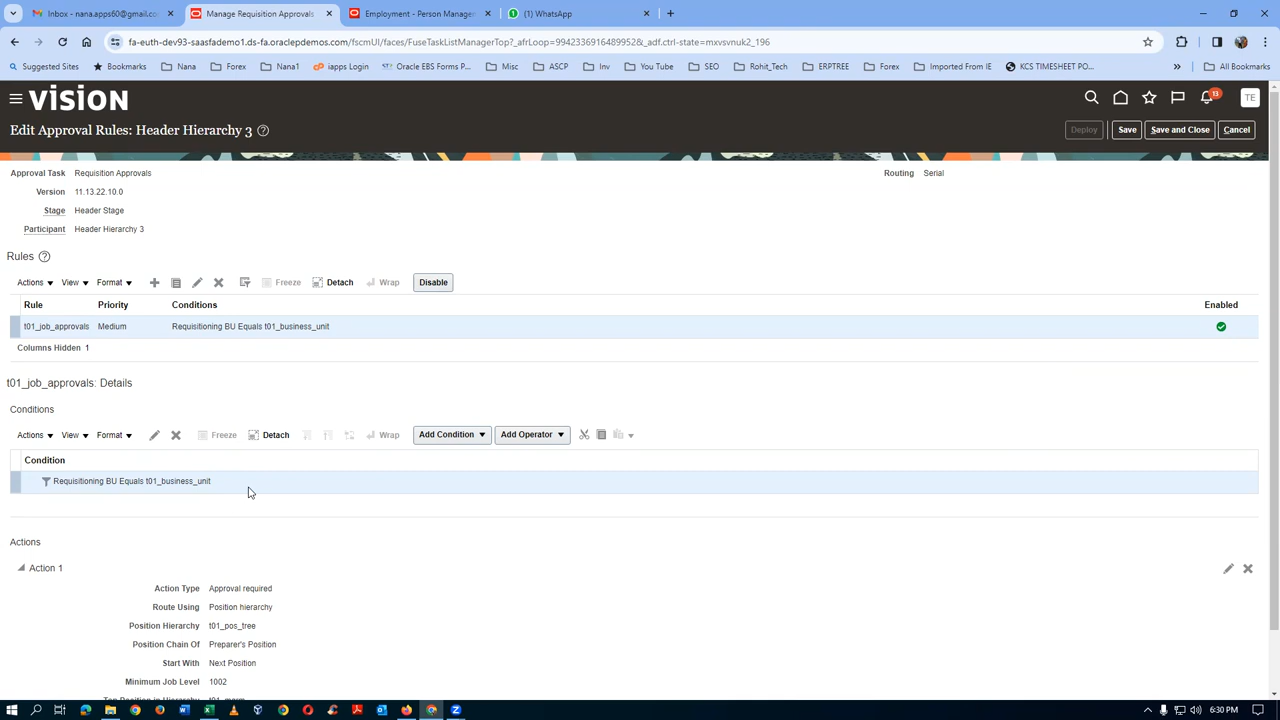 Inbox - nana.apps60@gmail.co
Manage Requisition Approvals
Employment - Person Manageme
(1) WhatsApp
fa-euth-dev93-saasfademo1.ds-fa.oraclepdemos.com/fscmUI/faces/FuseTaskListManagerTop?_afrLoop=99423369164899528&_adf.ctrl-state=mxvsvnuk2_196
Suggested Sites
Bookmarks
Nana
Forex
Nana1
iapps Login
Oracle EBS Forms P...
Misc
ASCP
Inv
You Tube
SEO
Rohit_Tech
ERPTREE
Forex
Imported From IE
KCS TIMESHEET PO...
All Bookmarks
VISION
13
TE
Edit Approval Rules: Header Hierarchy 3
Deploy
Save
Save and Close
Cancel
Approval Task Requisition Approvals
Routing Serial
Version 11.13.22.10.0
Stage Header Stage
Participant Header Hierarchy 3
Rules
Actions View Format Freeze Detach Wrap Disable
Rule Priority Conditions Enabled
t01_job_approvals Medium Requisitioning BU Equals t01_business_unit
Columns Hidden 1
t01_job_approvals: Details
Conditions
Actions View Format Freeze Detach Wrap Add Condition Add Operator
Condition
Requisitioning BU Equals t01_business_unit
Actions
Action 1
Action Type Approval required
Route Using Position hierarchy
Position Hierarchy t01_pos_tree
Position Chain Of Preparer's Position
Start With Next Position
Minimum Job Level 1002
Top Position in Hierarchy
6:30 PM